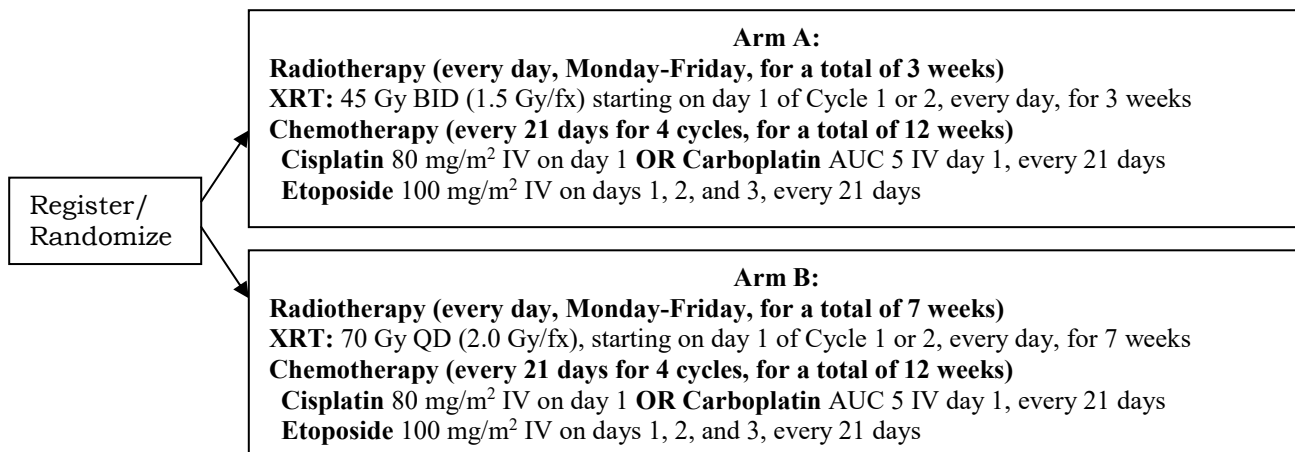 Arm A:
Radiotherapy (every day, Monday-Friday, for a total of 3 weeks)
XRT: 45 Gy BID (1.5 Gy/fx) starting on day 1 of Cycle 1 or 2, every day, for 3 weeks
Chemotherapy (every 21 days for 4 cycles, for a total of 12 weeks)
Cisplatin 80 mg/m² IV on day 1 OR Carboplatin AUC 5 IV day 1, every 21 days
Etoposide 100 mg/m² IV on days 1, 2, and 3, every 21 days
Register/
Randomize
Arm B:
Radiotherapy (every day, Monday-Friday, for a total of 7 weeks)
XRT: 70 Gy QD (2.0 Gy/fx), starting on day 1 of Cycle 1 or 2, every day, for 7 weeks
Chemotherapy (every 21 days for 4 cycles, for a total of 12 weeks)
Cisplatin 80 mg/m² IV on day 1 OR Carboplatin AUC 5 IV day 1, every 21 days
Etoposide 100 mg/m² IV on days 1, 2, and 3, every 21 days